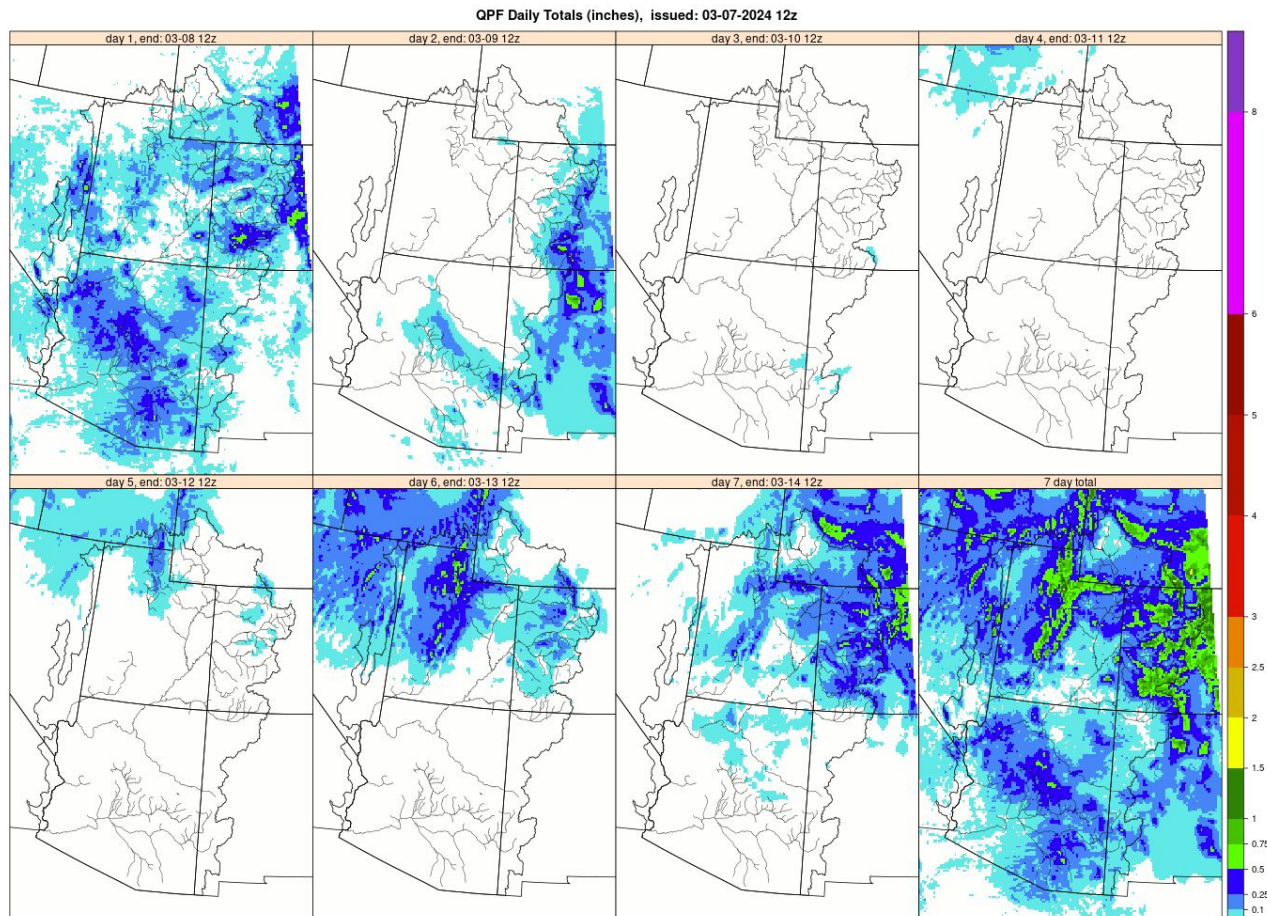 QPF Daily Totals (inches), issued: 03-07-2024 12z
day 1, end: 03-08 12z
day 2, end: 03-09 12z
day 3, end: 03-10 12z
day 4, end: 03-11 12z
day 5, end: 03-12 12z
day 6, end: 03-13 12z
day 7, end: 03-14 12z
7 day total
8
6
5
4
3
2.5
2
1.5
1
0.75
0.5
0.25
0.1